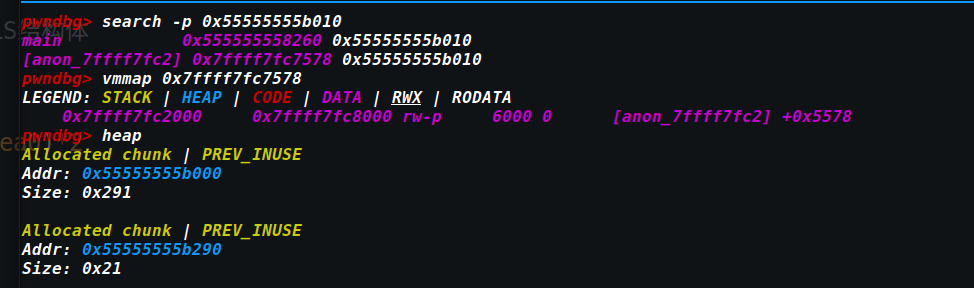 pwndbg> search -p 0x55555555b010
main 0x555555558260 0x55555555b010
[anon_7ffff7fc2] 0x7ffff7fc7578 0x55555555b010
pwndbg> vmmap 0x7ffff7fc7578
LEGEND: STACK | HEAP | CODE | DATA | RWX | RODATA
0x7ffff7fc2000 0x7ffff7fc8000 rw-p 6000 0 [anon_7ffff7fc2] +0x5578
pwndbg> heap
Allocated chunk | PREV_INUSE
Addr: 0x55555555b000
Size: 0x291
Allocated chunk | PREV_INUSE
Addr: 0x55555555b290
Size: 0x21